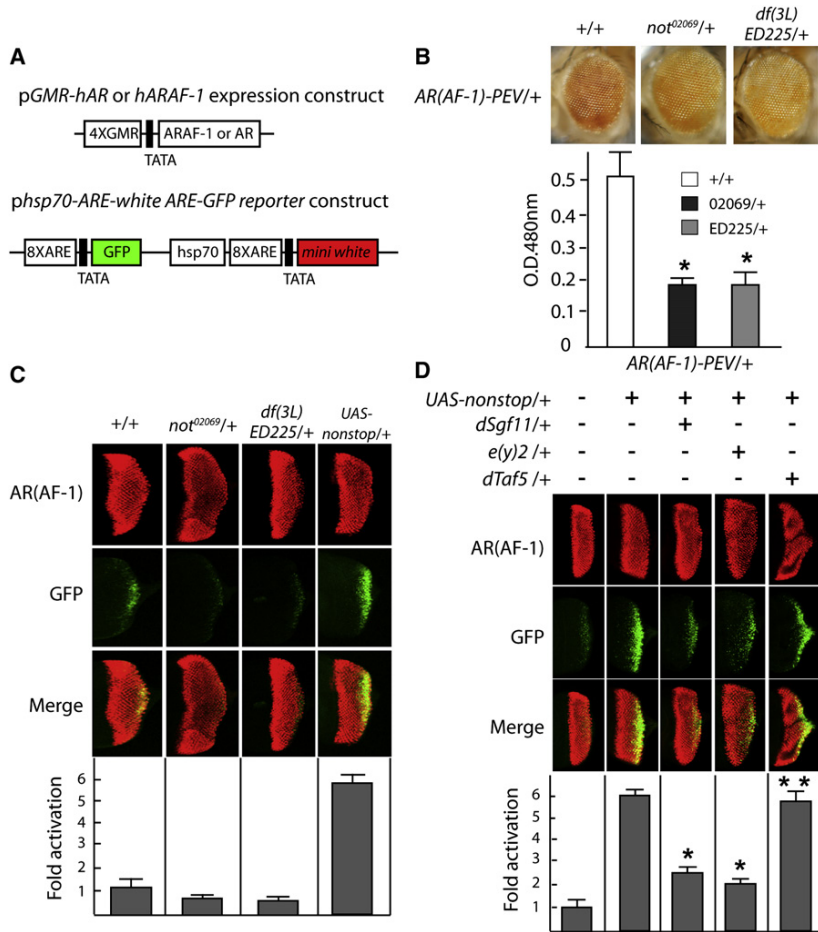 A
pGMR-hAR or hARAF-1 expression construct
4XGMR ARAF-1 or AR
TATA
phsp70-ARE-white ARE-GFP reporter construct
8XARE GFP hsp70 8XARE mini white
TATA TATA
B
+/+ not02069/+ df(3L) ED225/+
AR(AF-1)-PEV/+
O.D.480nm
0.5
0.4
0.3
0.2
0.1
0
+/+
02069/+
ED225/+
* *
AR(AF-1)-PEV/+
C
+/+ not02069/+ df(3L) ED225/+ UAS-nonstop/+
AR(AF-1)
GFP
Merge
Fold activation
6
5
4
3
2
1
D
UAS-nonstop/+ - + + + +
dSgf11/+ - - + - -
e(y)2 /+ - - - + -
dTaf5/+ - - - - +
AR(AF-1)
GFP
Merge
Fold activation
6
5
4
3
2
1
* * * *